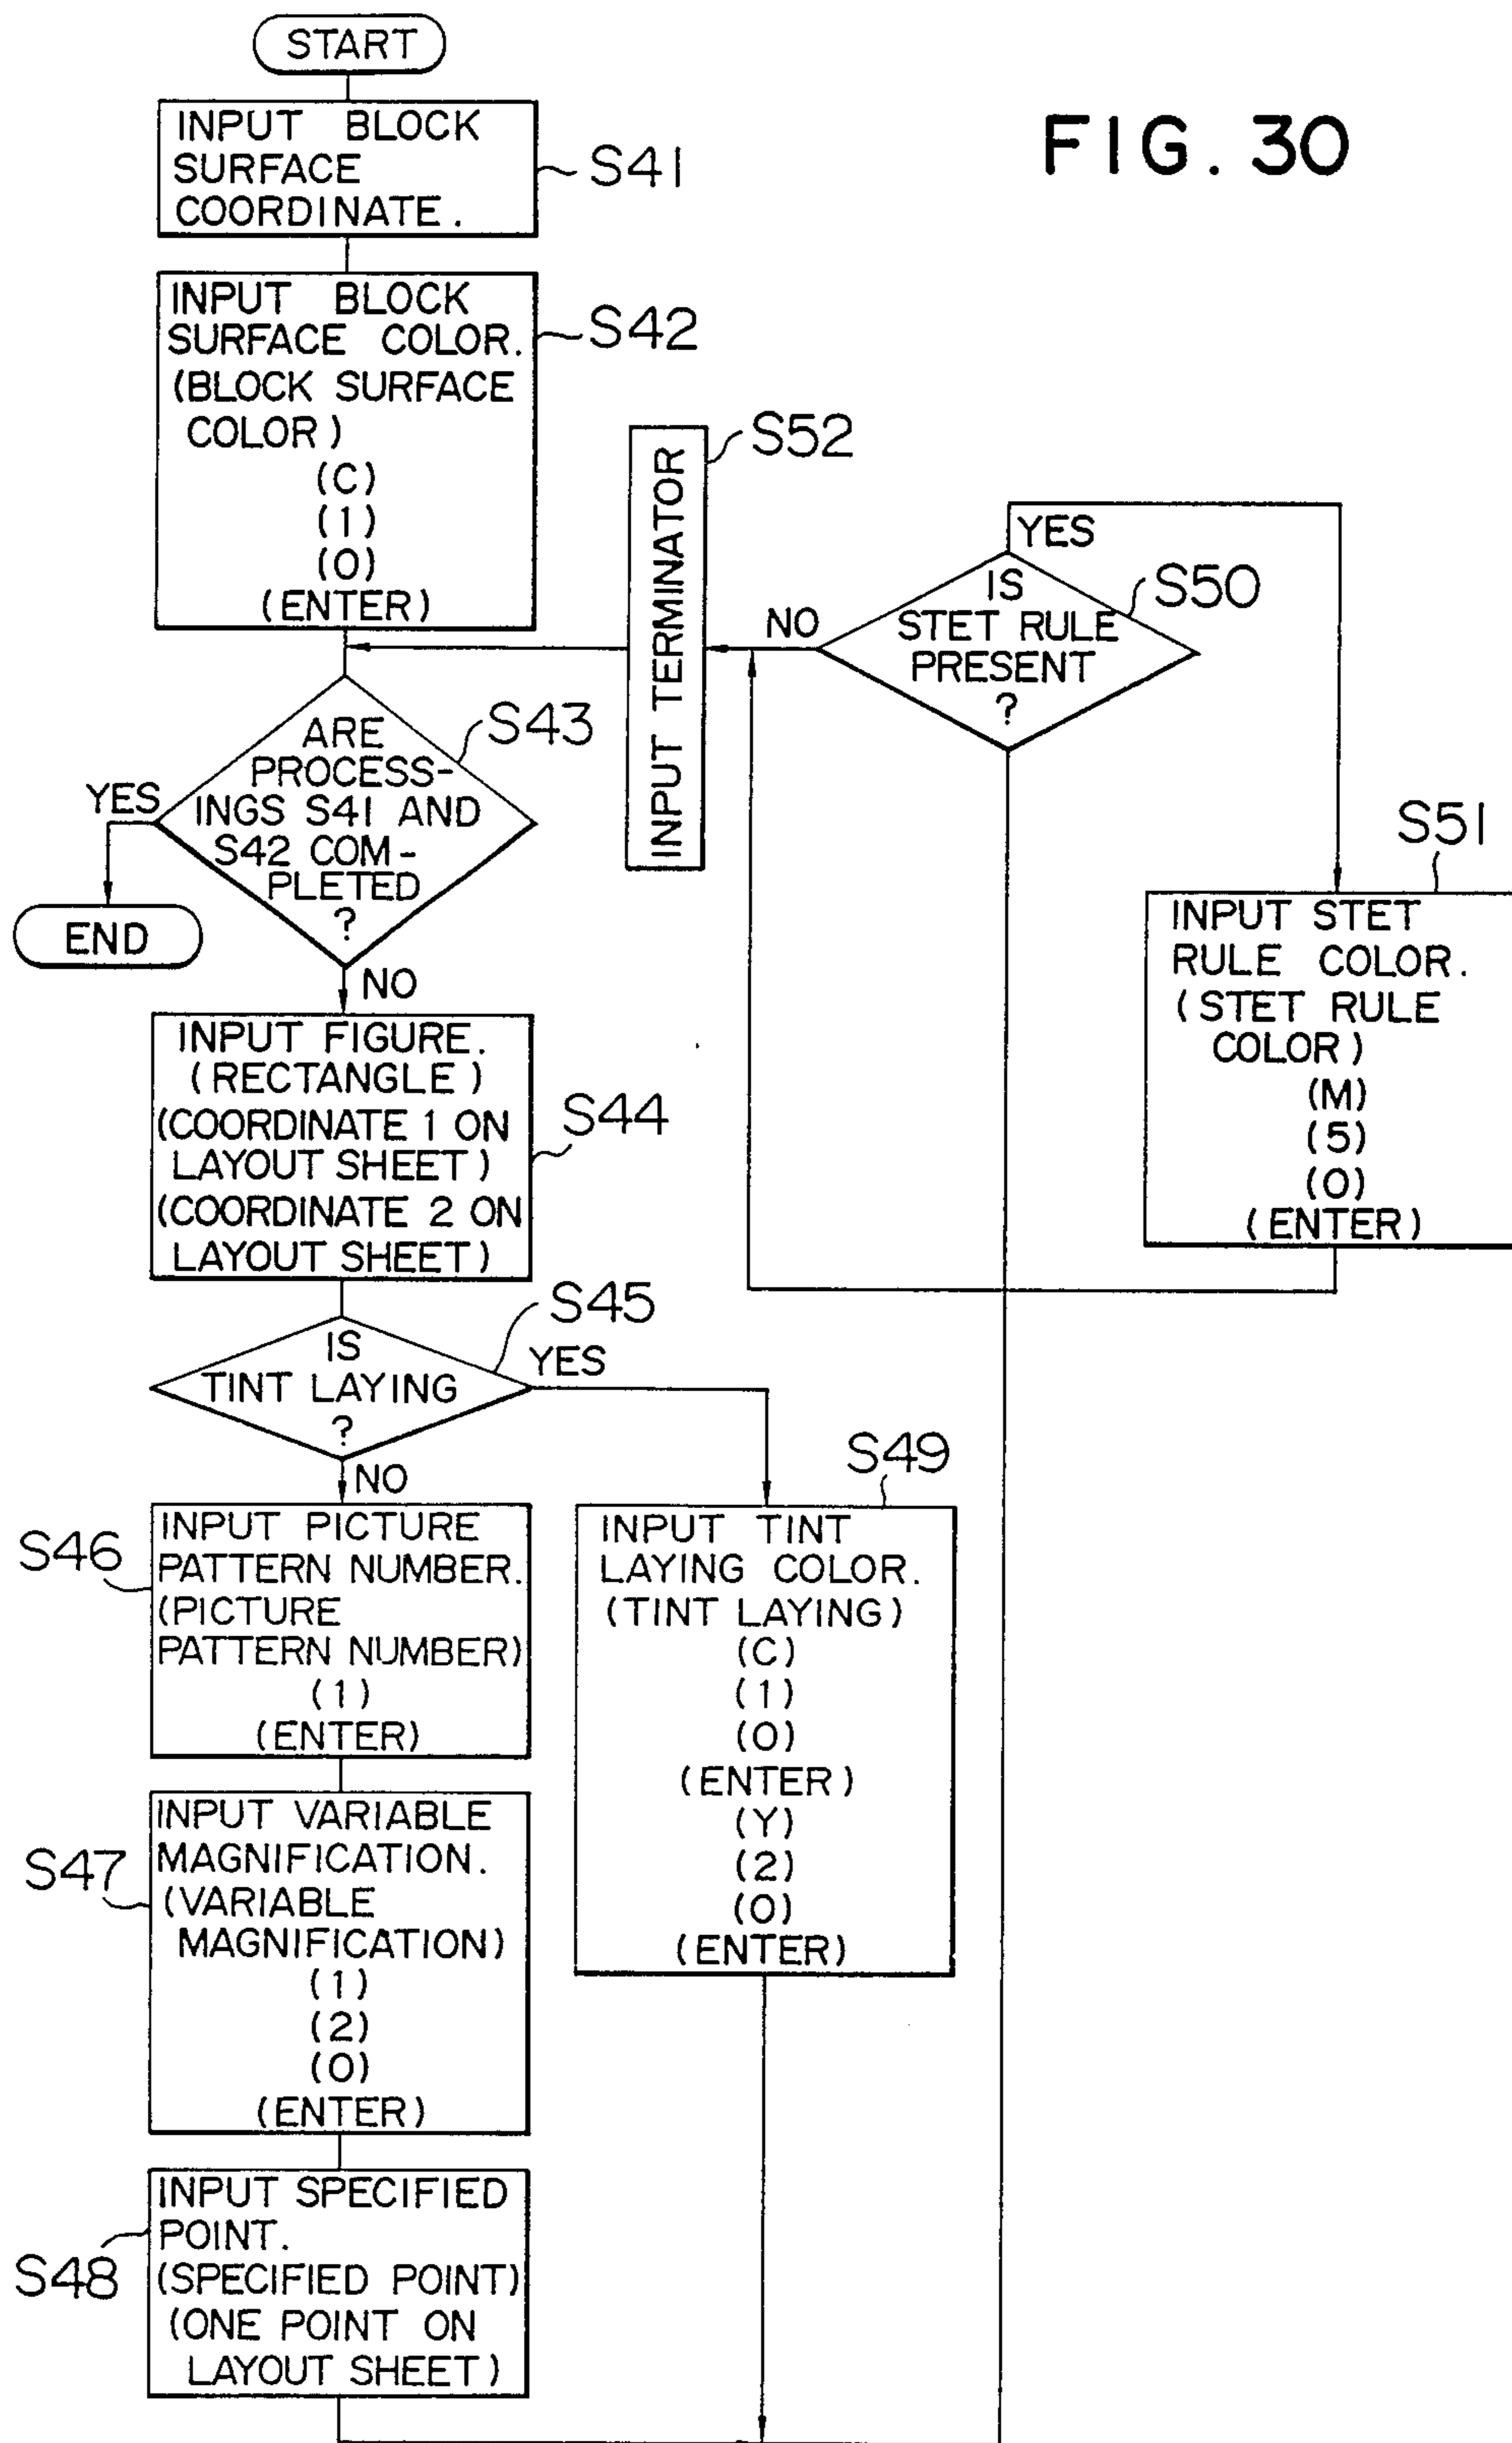 FIG. 30
START
INPUT BLOCK
SURFACE
COORDINATE.
S41
INPUT BLOCK
SURFACE COLOR.
(BLOCK SURFACE
COLOR)
(C)
(1)
(0)
(ENTER)
S42
ARE
PROCESS-
INGS S41 AND
S42 COM-
PLETED
?
S43
YES
END
NO
INPUT FIGURE.
(RECTANGLE)
(COORDINATE 1 ON
LAYOUT SHEET)
(COORDINATE 2 ON
LAYOUT SHEET)
S44
IS
TINT LAYING
?
S45
YES
NO
INPUT PICTURE
PATTERN NUMBER.
(PICTURE
PATTERN NUMBER)
(1)
(ENTER)
S46
INPUT VARIABLE
MAGNIFICATION.
(VARIABLE
MAGNIFICATION)
(1)
(2)
(0)
(ENTER)
S47
INPUT SPECIFIED
POINT.
(SPECIFIED POINT)
(ONE POINT ON
LAYOUT SHEET)
S48
S49
INPUT TINT
LAYING COLOR.
(TINT LAYING)
(C)
(1)
(0)
(ENTER)
(Y)
(2)
(0)
(ENTER)
IS
STET RULE
PRESENT
?
S50
YES
NO
S51
INPUT STET
RULE COLOR.
(STET RULE
COLOR)
(M)
(5)
(0)
(ENTER)
S52
INPUT TERMINATOR